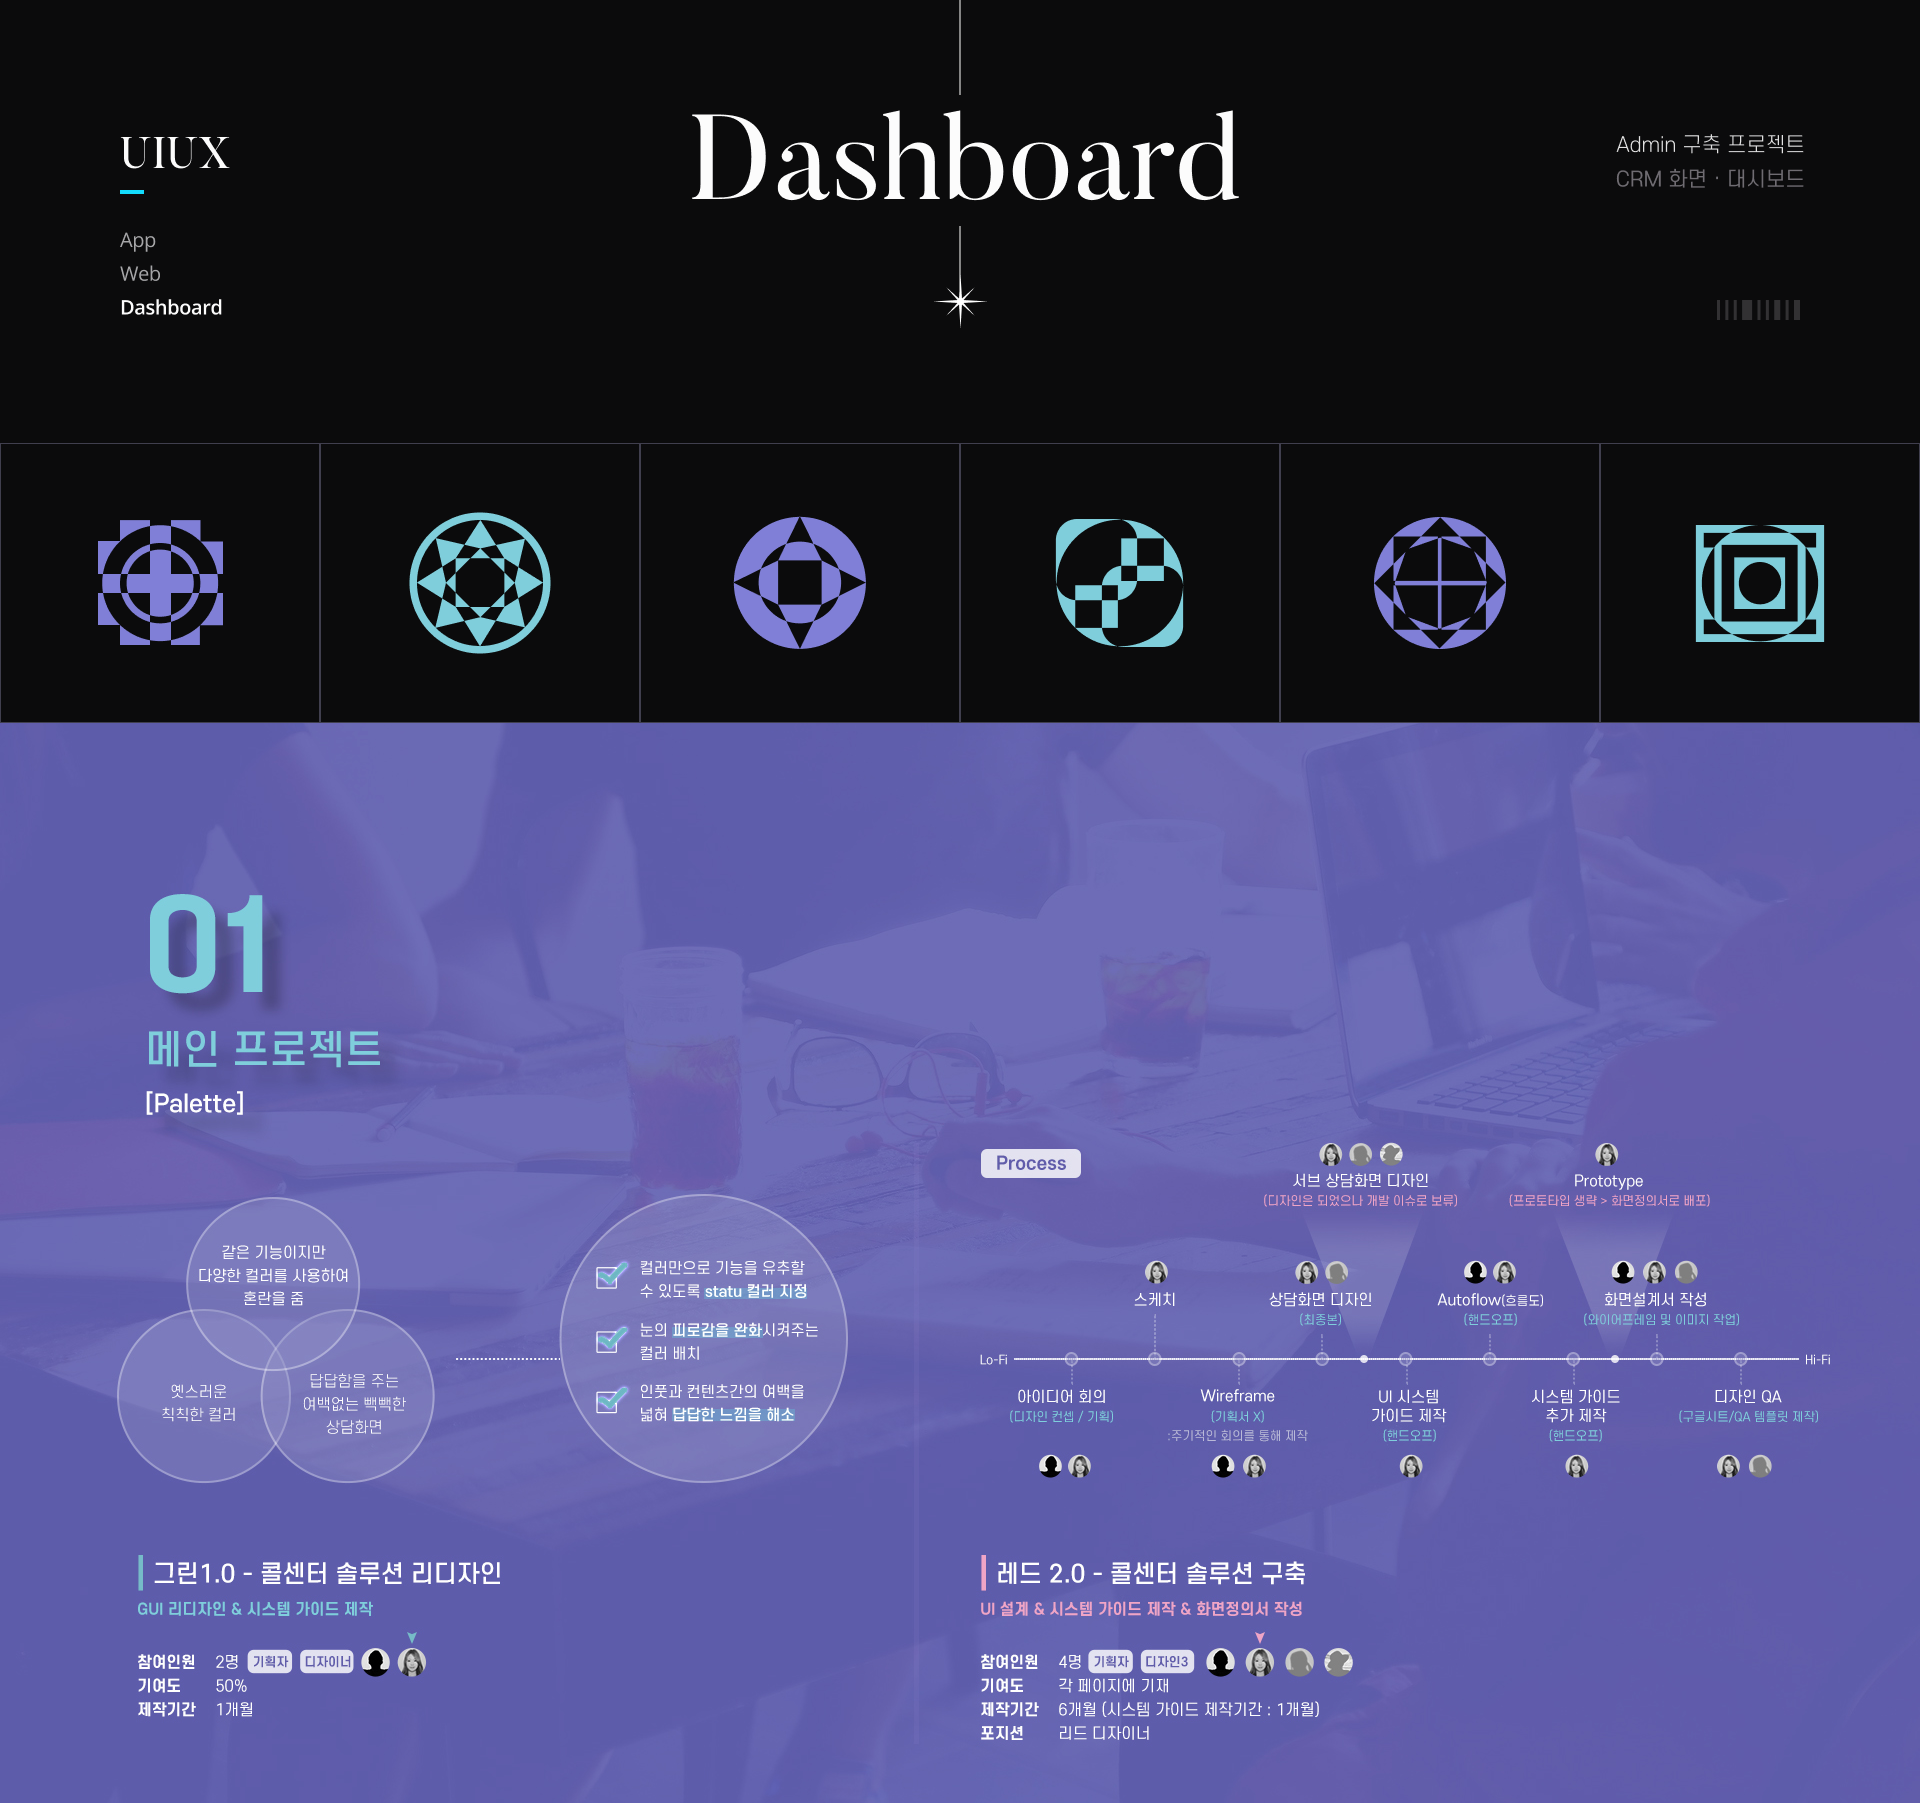 UIUX
App
Web
Dashboard
Dashboard
Admin 구축 프로젝트
CRM 화면 · 대시보드
01
메인 프로젝트
[Palette]
같은 기능이지만
다양한 컬러를 사용하여
혼란을 줌
옛스러운
칙칙한 컬러
답답함을 주는
여백없는 빽빽한
상담화면
컬러만으로 기능을 유추할
수 있도록 statu 컬러 지정
눈의 피로감을 완화시켜주는
컬러 배치
인풋과 컨텐츠간의 여백을
넓혀 답답한 느낌을 해소
Process
서브 상담화면 디자인
(디자인은 되었으나 개발 이슈로 보류)
Prototype
(프로토타입 생략 > 화면정의서로 배포)
스케치
상담화면 디자인
(최종본)
Autoflow(흐름도)
(핸드오프)
화면설계서 작성
(와이어프레임 및 이미지 작업)
Lo-Fi
Hi-Fi
아이디어 회의
(디자인 컨셉 / 기획)
Wireframe
(기획서 X)
:주기적인 회의를 통해 제작
UI 시스템
가이드 제작
(핸드오프)
시스템 가이드
추가 제작
(핸드오프)
디자인 QA
(구글시트/QA 템플릿 제작)
그린1.0 - 콜센터 솔루션 리디자인
GUI 리디자인 & 시스템 가이드 제작
참여인원 2명 기획자 디자이너
기여도 50%
제작기간 1개월
레드 2.0 - 콜센터 솔루션 구축
UI 설계 & 시스템 가이드 제작 & 화면정의서 작성
참여인원 4명 기획자 디자인3
기여도 각 페이지에 기재
제작기간 6개월 (시스템 가이드 제작기간 : 1개월)
포지션 리드 디자이너